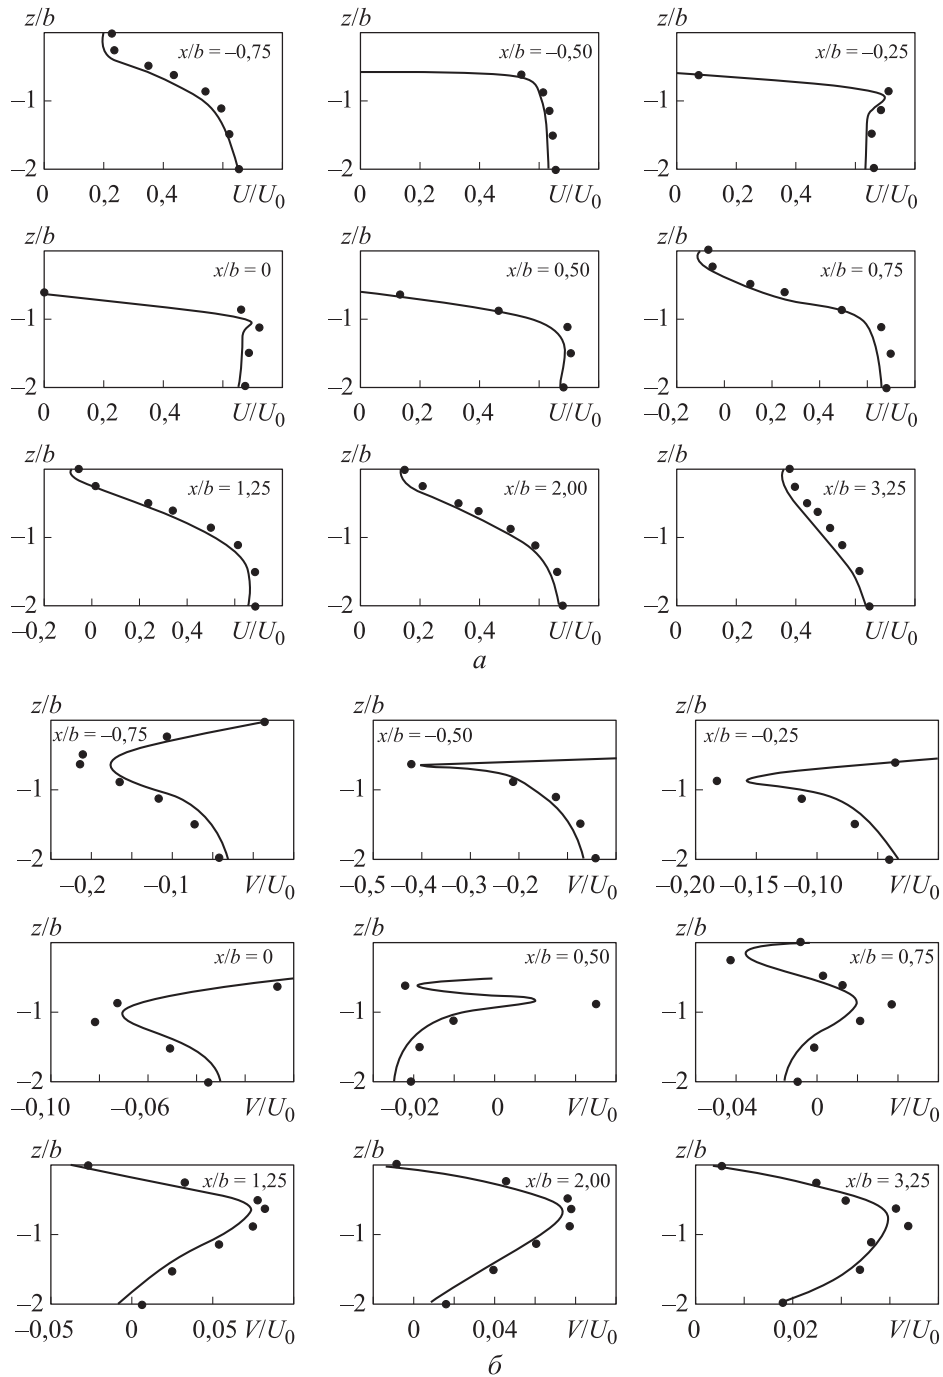 z/b z/b z/b
x/b = –0,75 x/b = –0,50 x/b = –0,25
–1 –1 –1
–2 –2 –2
0 0,2 0,4 U/U0 0 0,2 0,4 U/U0 0 0,2 0,4 U/U0
z/b z/b z/b
x/b = 0 x/b = 0,50 x/b = 0,75
–1 –1 –1
–2 –2 –2
0 0,2 0,4 U/U0 0 0,2 0,4 U/U0 –0,2 0 0,2 0,4 U/U0
z/b z/b z/b
x/b = 1,25 x/b = 2,00 x/b = 3,25
–1 –1 –1
–2 –2 –2
–0,2 0 0,2 0,4 U/U0 0 0,2 0,4 U/U0 0 0,2 0,4 U/U0
а
z/b z/b z/b
x/b = –0,75 x/b = –0,50 x/b = –0,25
–1 –1 –1
–2 –2 –2
–0,2 –0,1 V/U0 –0,5 –0,4 –0,3 –0,2 V/U0 –0,20 –0,15 –0,10 V/U0
z/b z/b z/b
x/b = 0 x/b = 0,50 x/b = 0,75
–1 –1 –1
–2 –2 –2
–0,10 –0,06 V/U0 –0,02 0 V/U0 –0,04 0 V/U0
z/b z/b z/b
x/b = 1,25 x/b = 2,00 x/b = 3,25
–1 –1 –1
–2 –2 –2
–0,05 0 0,05 V/U0 0 0,04 V/U0 0 0,02 V/U0
б